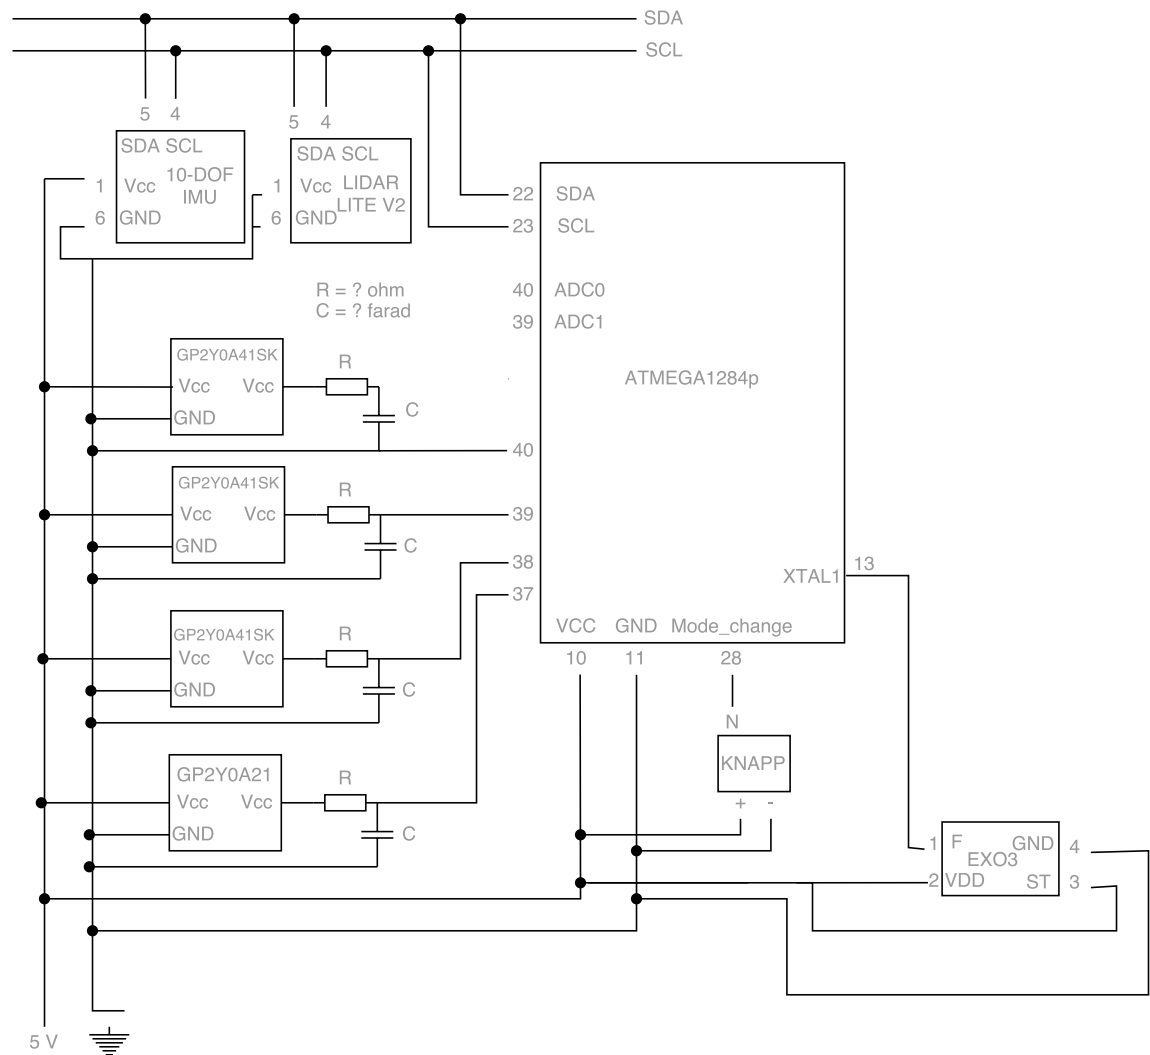 SDA
SCL
5 4
5 4
SDA SCL
10-DOF
IMU
1 Vcc
6 GND
SDA SCL
1 Vcc LIDAR
LITE V2
6 GND
22 SDA
23 SCL
R = ? ohm
C = ? farad
40 ADC0
39 ADC1
ATMEGA1284p
GP2Y0A41SK
Vcc Vcc
GND
R
C
40
GP2Y0A41SK
Vcc Vcc
GND
R
C
39
38
37
XTAL1 13
VCC GND Mode_change
10 11 28
GP2Y0A41SK
Vcc Vcc
GND
R
C
N
KNAPP
+ -
GP2Y0A21
Vcc Vcc
GND
R
C
1 F GND 4
EXO3
2 VDD ST 3
5 V